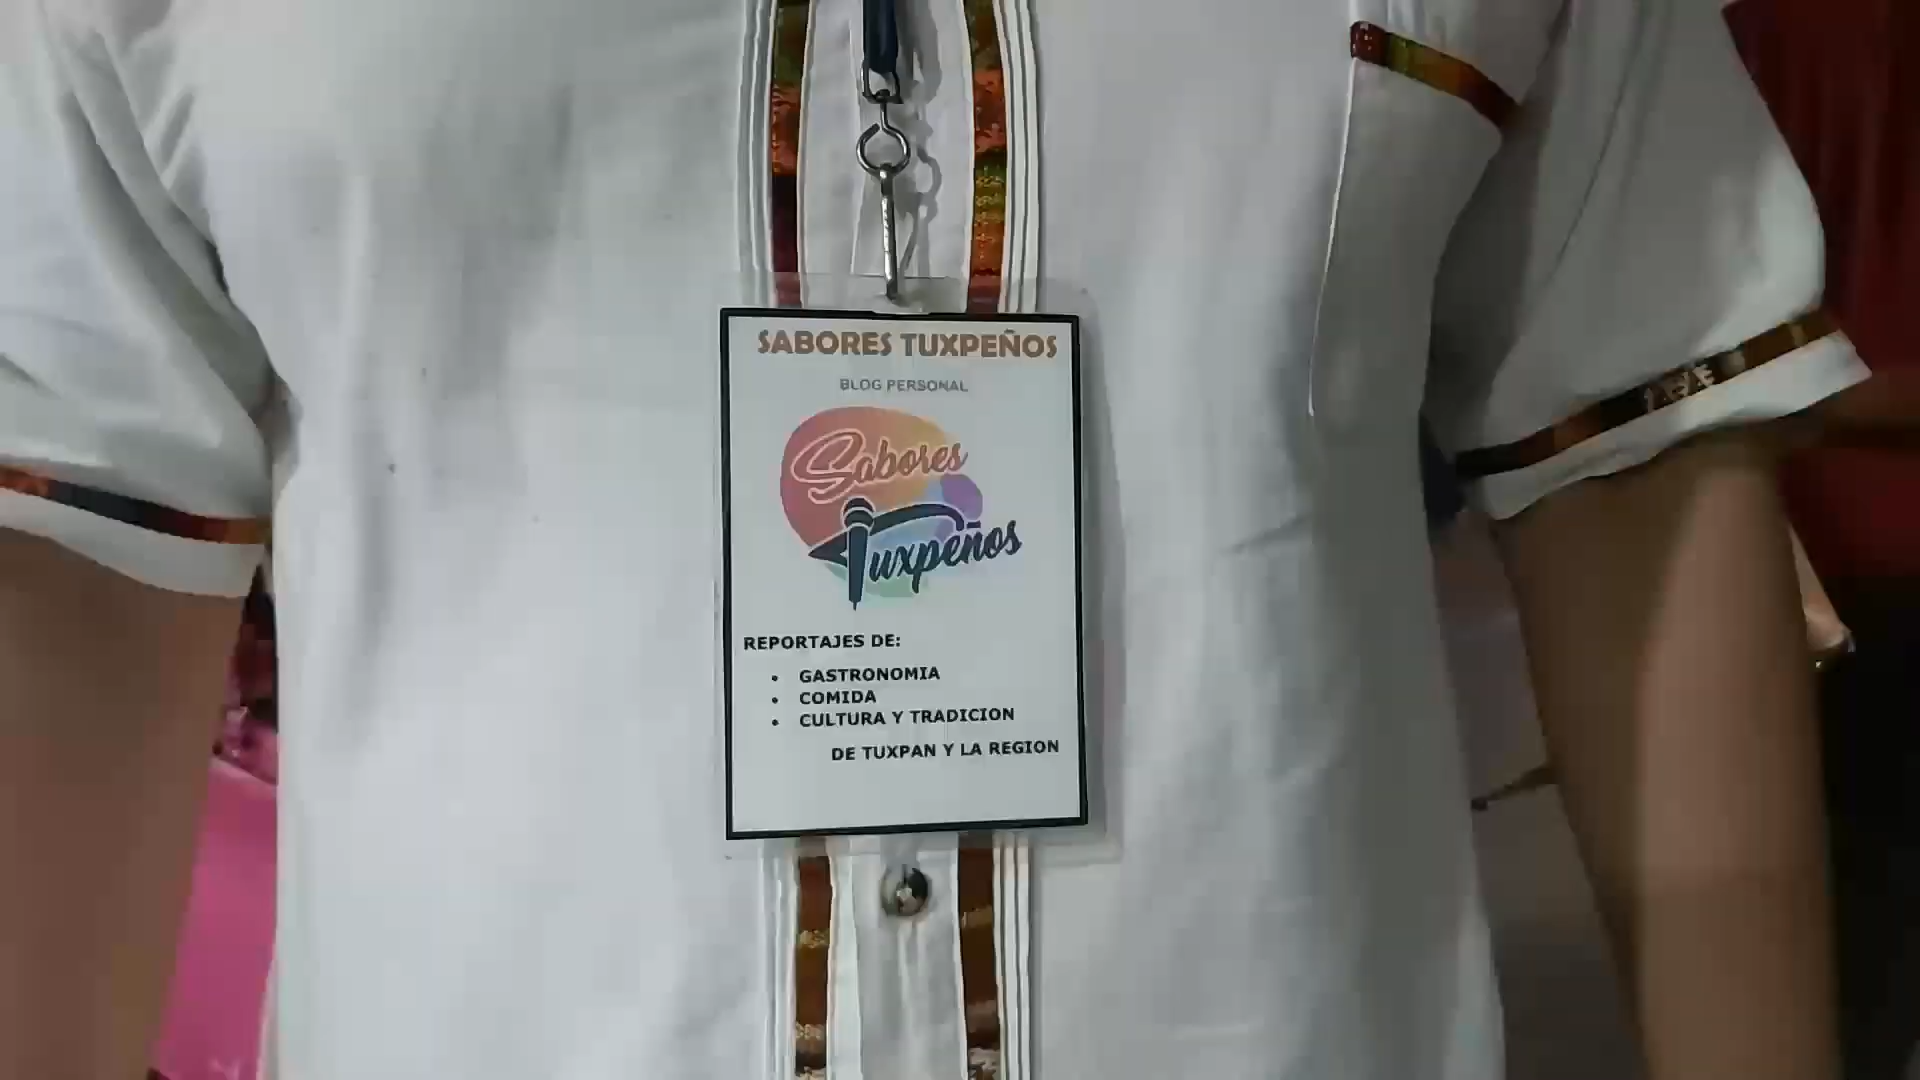 SABORES TUXPEÑOS
BLOG PERSONAL
Sabores
Tuxpeños
REPORTAJES DE:
• GASTRONOMIA
• COMIDA
• CULTURA Y TRADICION
DE TUXPAN Y LA REGION